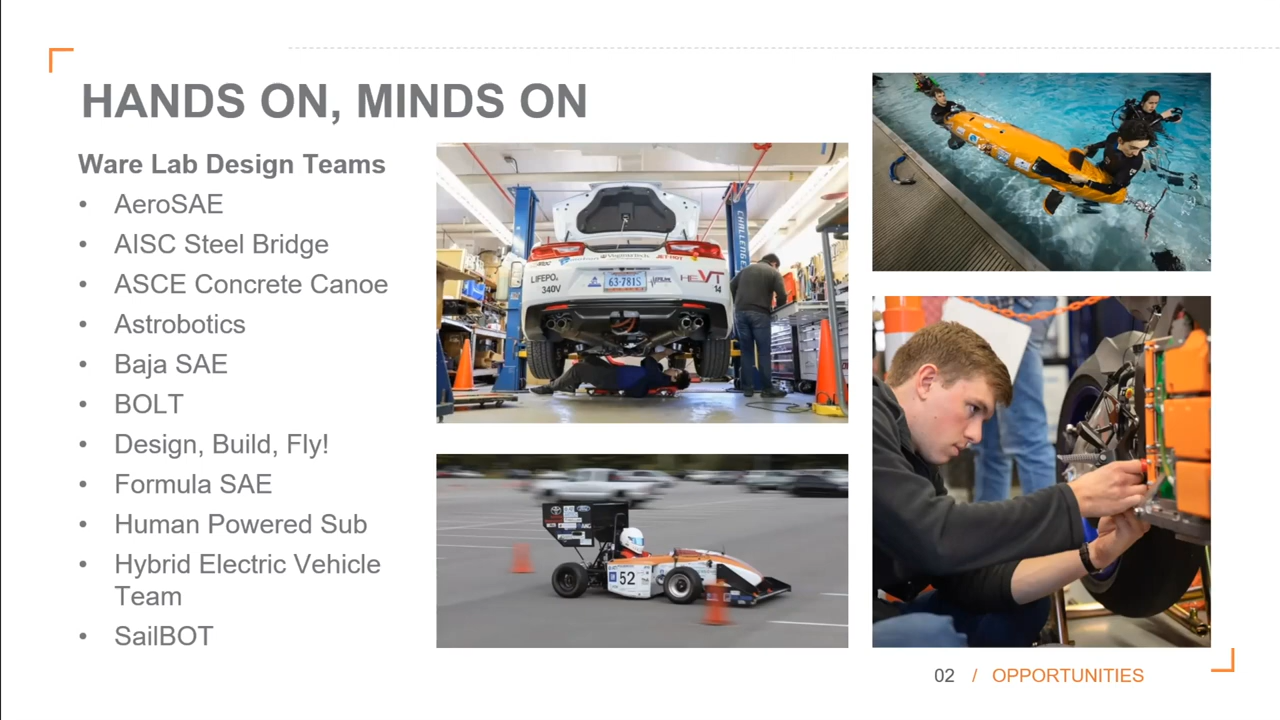 HANDS ON, MINDS ON
Ware Lab Design Teams
• AeroSAE
• AISC Steel Bridge
• ASCE Concrete Canoe
• Astrobotics
• Baja SAE
• BOLT
• Design, Build, Fly!
• Formula SAE
• Human Powered Sub
• Hybrid Electric Vehicle
Team
• SailBOT
CHALLENGE
LIFEPO₄
340V
63-781S
HEVT
14
52
02 / OPPORTUNITIES